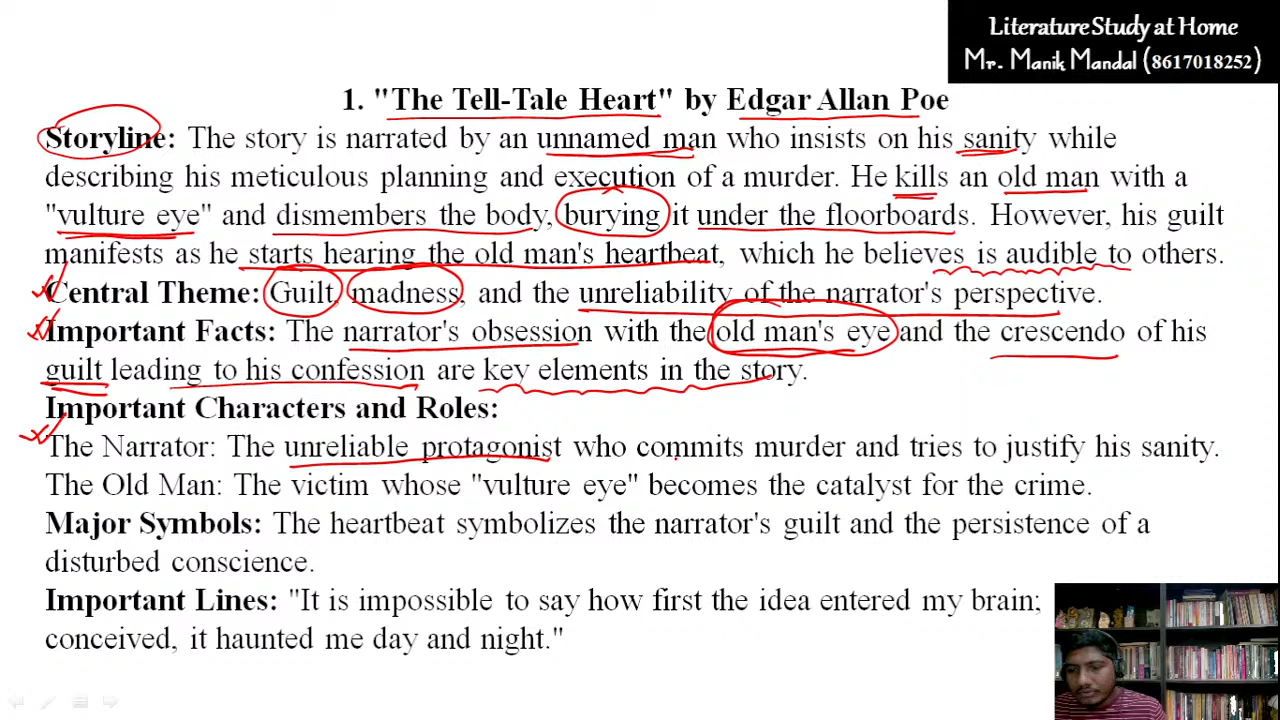 Literature Study at Home
Mr. Manik Mandal (8617018252)
1. "The Tell-Tale Heart" by Edgar Allan Poe
Storyline: The story is narrated by an unnamed man who insists on his sanity while
describing his meticulous planning and execution of a murder. He kills an old man with a
"vulture eye" and dismembers the body, burying it under the floorboards. However, his guilt
manifests as he starts hearing the old man's heartbeat, which he believes is audible to others.
Central Theme: Guilt, madness, and the unreliability of the narrator's perspective.
Important Facts: The narrator's obsession with the old man's eye and the crescendo of his
guilt leading to his confession are key elements in the story.
Important Characters and Roles:
The Narrator: The unreliable protagonist who commits murder and tries to justify his sanity.
The Old Man: The victim whose "vulture eye" becomes the catalyst for the crime.
Major Symbols: The heartbeat symbolizes the narrator's guilt and the persistence of a
disturbed conscience.
Important Lines: "It is impossible to say how first the idea entered my brain;
conceived, it haunted me day and night."